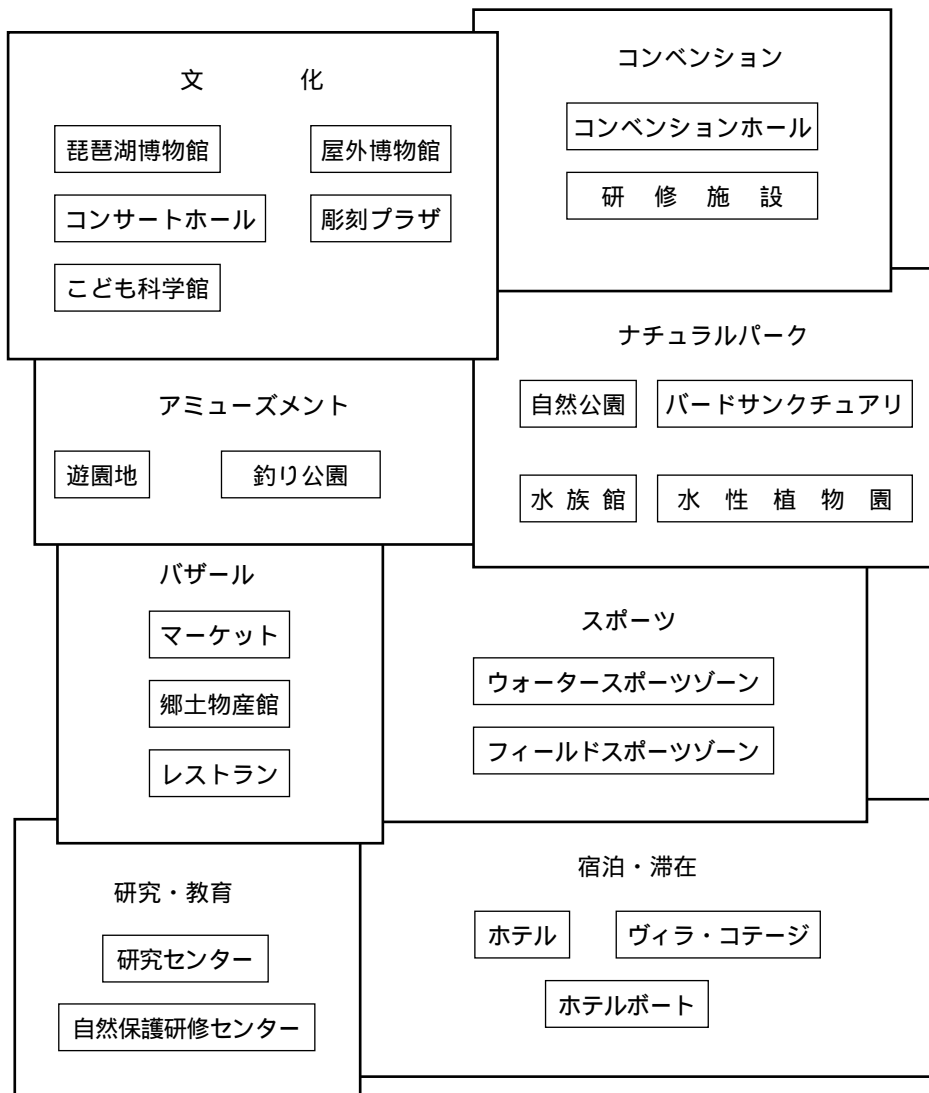 文化
琵琶湖博物館
屋外博物館
コンサートホール
彫刻プラザ
こども科学館
コンベンション
コンベンションホール
研修施設
アミューズメント
遊園地
釣り公園
ナチュラルパーク
自然公園
バードサンクチュアリ
水族館
水性植物園
バザール
マーケット
郷土物産館
レストラン
スポーツ
ウォータースポーツゾーン
フィールドスポーツゾーン
研究・教育
研究センター
自然保護研修センター
宿泊・滞在
ホテル
ヴィラ・コテージ
ホテルボート